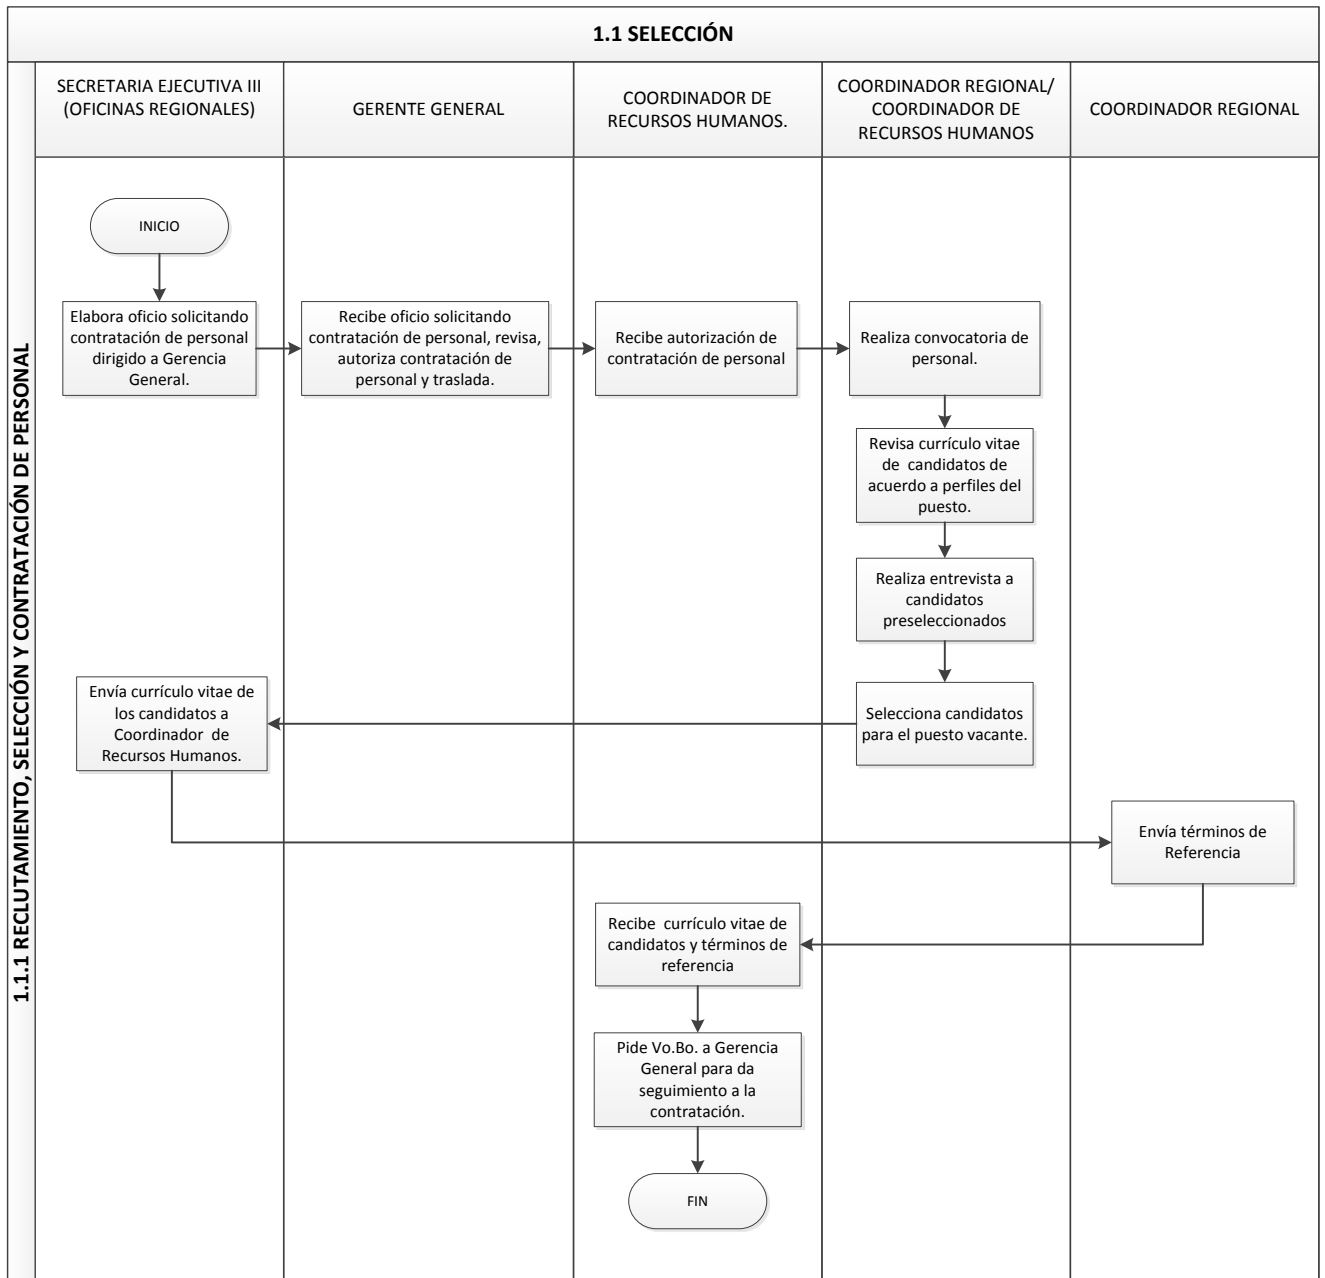 1.1 SELECCIÓN
1.1.1 RECLUTAMIENTO, SELECCIÓN Y CONTRATACIÓN DE PERSONAL
SECRETARIA EJECUTIVA III
(OFICINAS REGIONALES)
GERENTE GENERAL
COORDINADOR DE
RECURSOS HUMANOS.
COORDINADOR REGIONAL/
COORDINADOR DE
RECURSOS HUMANOS
COORDINADOR REGIONAL
INICIO
Elabora oficio solicitando
contratación de personal
dirigido a Gerencia
General.
Recibe oficio solicitando
contratación de personal, revisa,
autoriza contratación de
personal y traslada.
Recibe autorización de
contratación de personal
Realiza convocatoria de
personal.
Revisa currículo vitae
de candidatos de
acuerdo a perfiles del
puesto.
Realiza entrevista a
candidatos
preseleccionados
Selecciona candidatos
para el puesto vacante.
Envía currículo vitae de
los candidatos a
Coordinador de
Recursos Humanos.
Envía términos de
Referencia
Recibe currículo vitae de
candidatos y términos de
referencia
Pide Vo.Bo. a Gerencia
General para da
seguimiento a la
contratación.
FIN